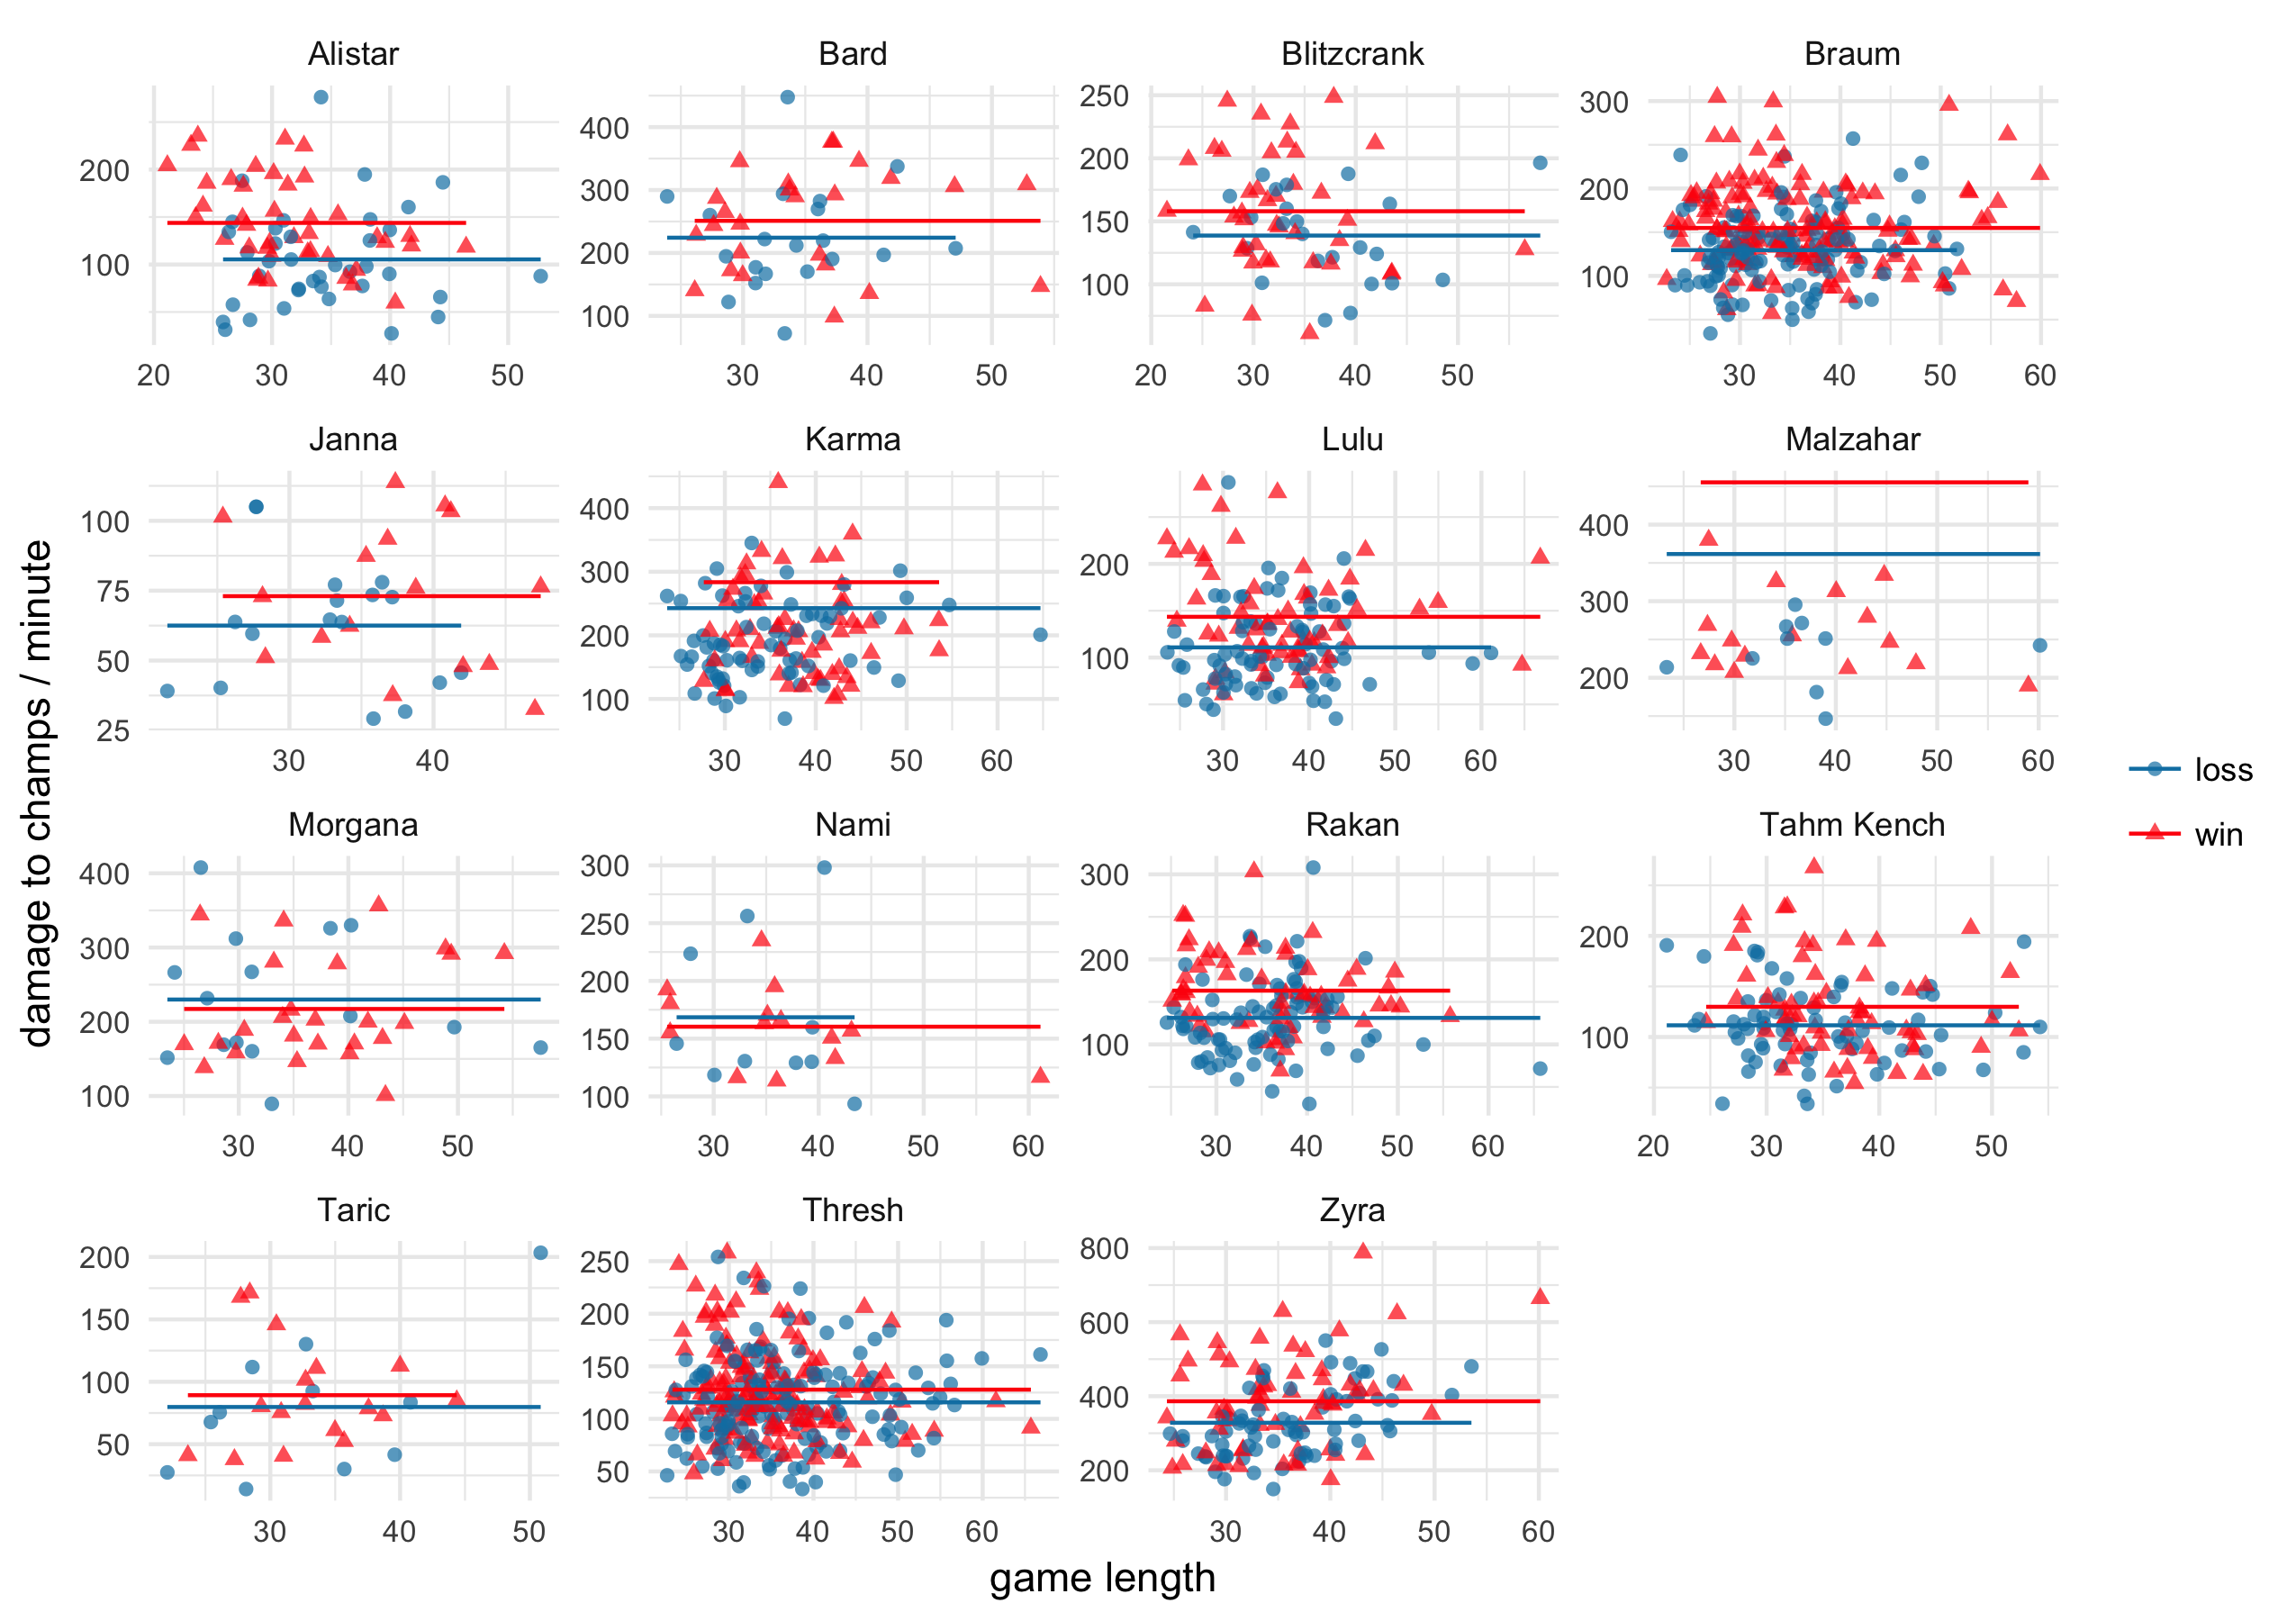 Alistar Bard Blitzcrank Braum
200
100
20 30 40 50
400
300
200
100
30 40 50
250
200
150
100
20 30 40 50
300
200
100
30 40 50 60
Janna Karma Lulu Malzahar
100
75
50
25
30 40
400
300
200
100
30 40 50 60
200
100
30 40 50 60
400
300
200
30 40 50 60
damage to champs / minute
loss
win
Morgana Nami Rakan Tahm Kench
400
300
200
100
30 40 50
300
250
200
150
100
30 40 50 60
300
200
100
30 40 50 60
200
100
20 30 40 50
Taric Thresh Zyra
200
150
100
50
30 40 50
250
200
150
100
50
30 40 50 60
800
600
400
200
30 40 50 60
game length